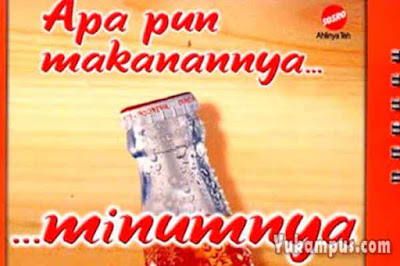 Apa pun
makanannya...
SOSRO
Ahlinya Teh
...minumnya
Yukampus.com